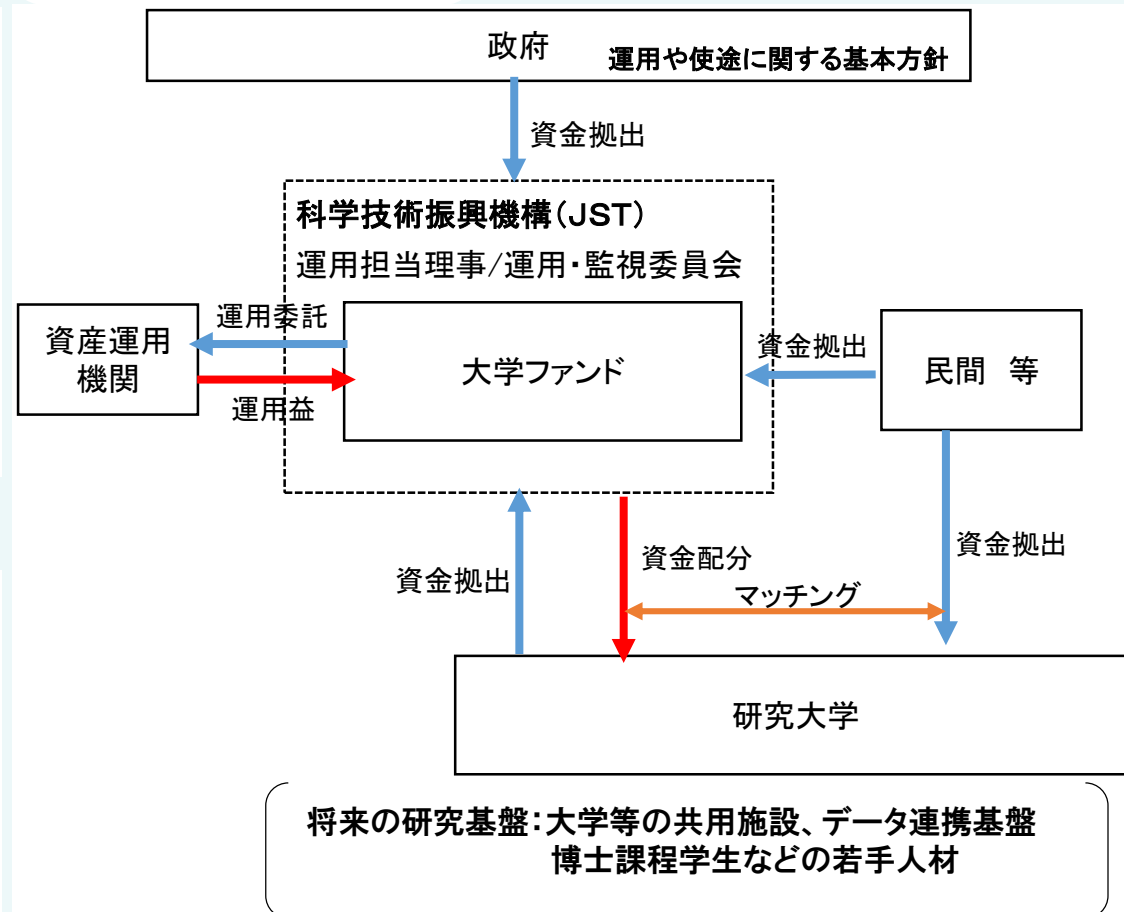 政府
運用や使途に関する基本方針
資金拠出
科学技術振興機構(JST)
運用担当理事/運用・監視委員会
資産運用
機関
運用委託
運用益
大学ファンド
資金拠出
民間 等
資金拠出
資金配分
資金拠出
マッチング
研究大学
将来の研究基盤:大学等の共用施設、データ連携基盤
博士課程学生などの若手人材